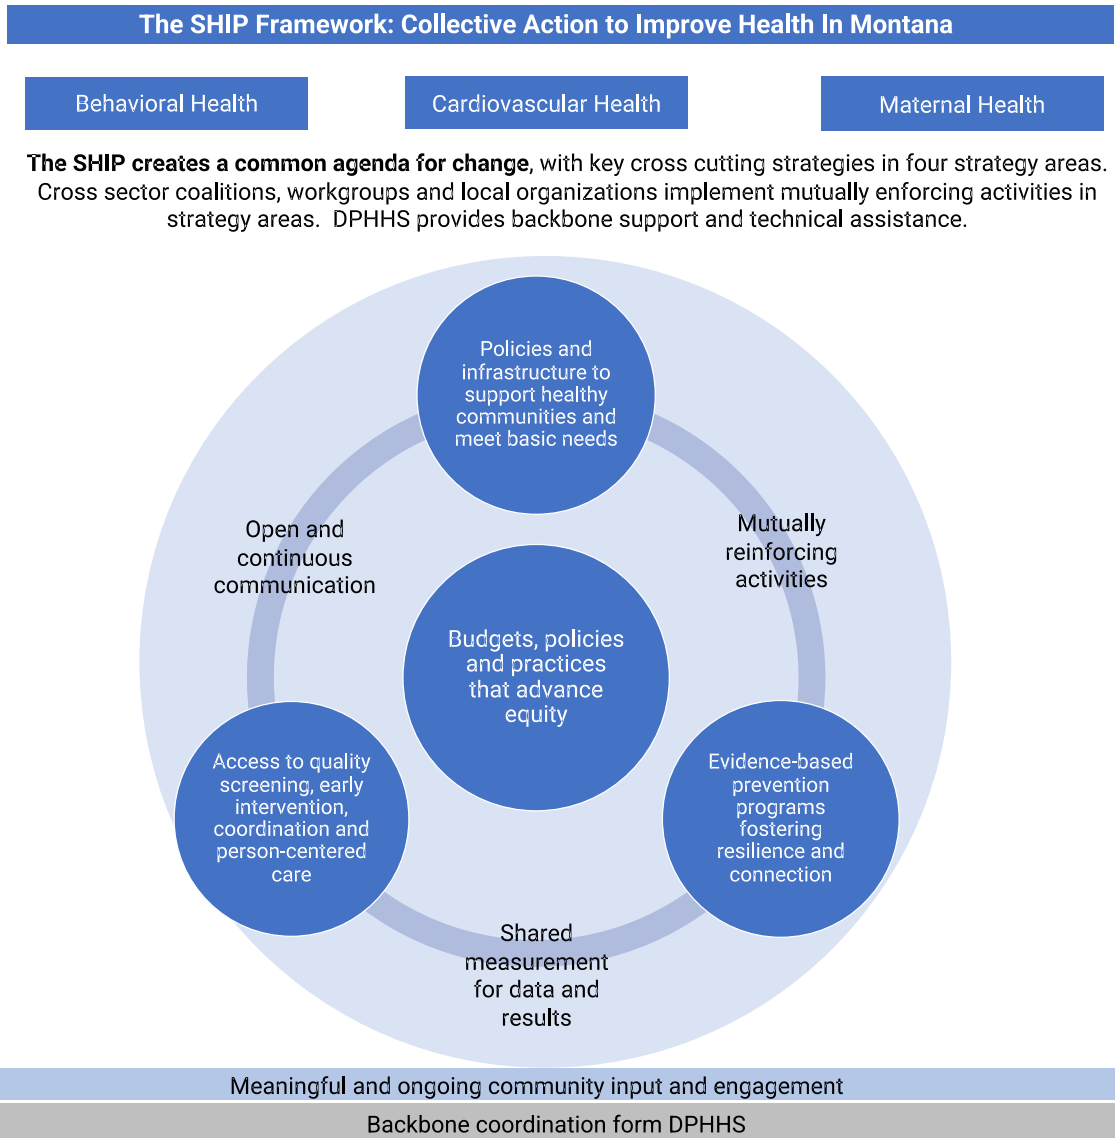 The SHIP Framework: Collective Action to Improve Health In Montana
Behavioral Health
Cardiovascular Health
Maternal Health
The SHIP creates a common agenda for change, with key cross cutting strategies in four strategy areas.
Cross sector coalitions, workgroups and local organizations implement mutually enforcing activities in
strategy areas. DPHHS provides backbone support and technical assistance.
Policies and
infrastructure to
support healthy
communities and
meet basic needs
Open and
continuous
communication
Mutually
reinforcing
activities
Budgets, policies
and practices
that advance
equity
Access to quality
screening, early
intervention,
coordination and
person-centered
care
Evidence-based
prevention
programs
fostering
resilience and
connection
Shared
measurement
for data and
results
Meaningful and ongoing community input and engagement
Backbone coordination form DPHHS